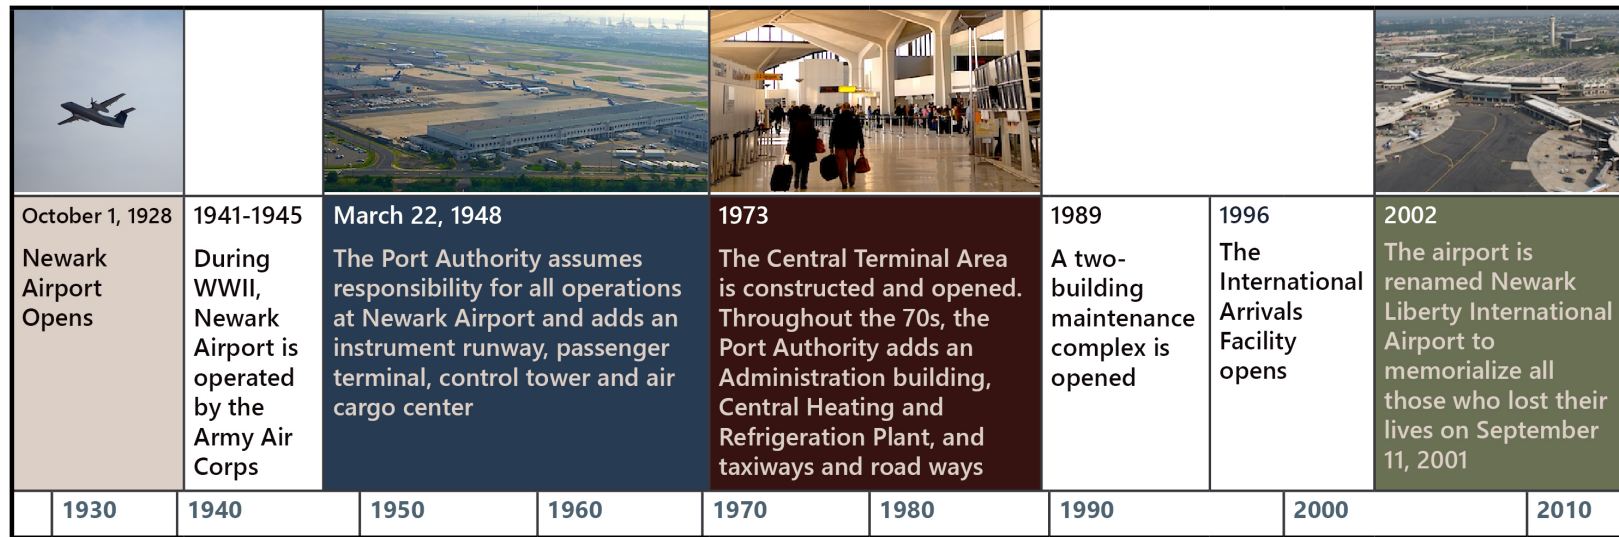 October 1, 1928
Newark
Airport
Opens
1941-1945
During
WWII,
Newark
Airport is
operated
by the
Army Air
Corps
March 22, 1948
The Port Authority assumes
responsibility for all operations
at Newark Airport and adds an
instrument runway, passenger
terminal, control tower and air
cargo center
1973
The Central Terminal Area
is constructed and opened.
Throughout the 70s, the
Port Authority adds an
Administration building,
Central Heating and
Refrigeration Plant, and
taxiways and road ways
1989
A two-
building
maintenance
complex is
opened
1996
The
International
Arrivals
Facility
opens
2002
The airport is
renamed Newark
Liberty International
Airport to
memorialize all
those who lost their
lives on September
11, 2001
1930 1940 1950 1960 1970 1980 1990 2000 2010